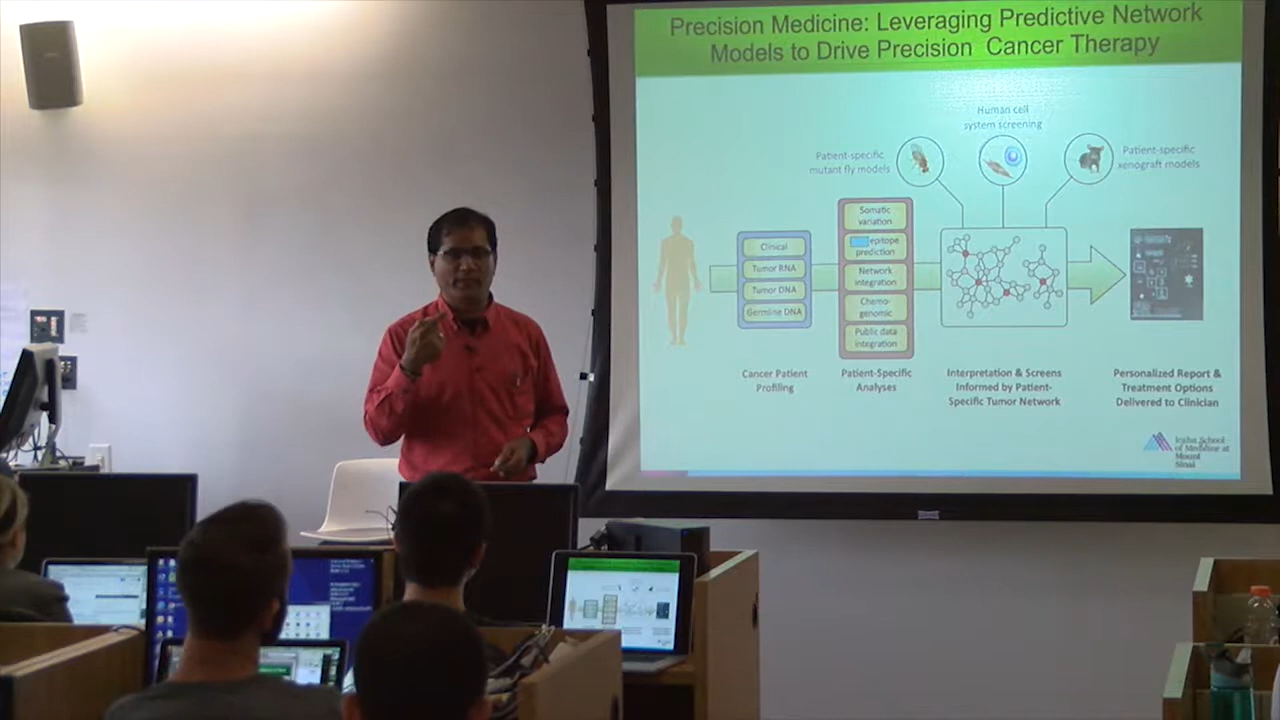 Precision Medicine: Leveraging Predictive Network
Models to Drive Precision Cancer Therapy
Human cell
system screening
Patient-specific
mutant fly models
Patient-specific
xenograft models
Clinical
Tumor RNA
Tumor DNA
Germline DNA
Somatic
variation
epitope
prediction
Network
integration
Chemo-
genomic
Public data
integration
Cancer Patient
Profiling
Patient-Specific
Analyses
Interpretation & Screens
Informed by Patient-
Specific Tumor Network
Personalized Report &
Treatment Options
Delivered to Clinician
Icahn School
of Medicine at
Mount
Sinai